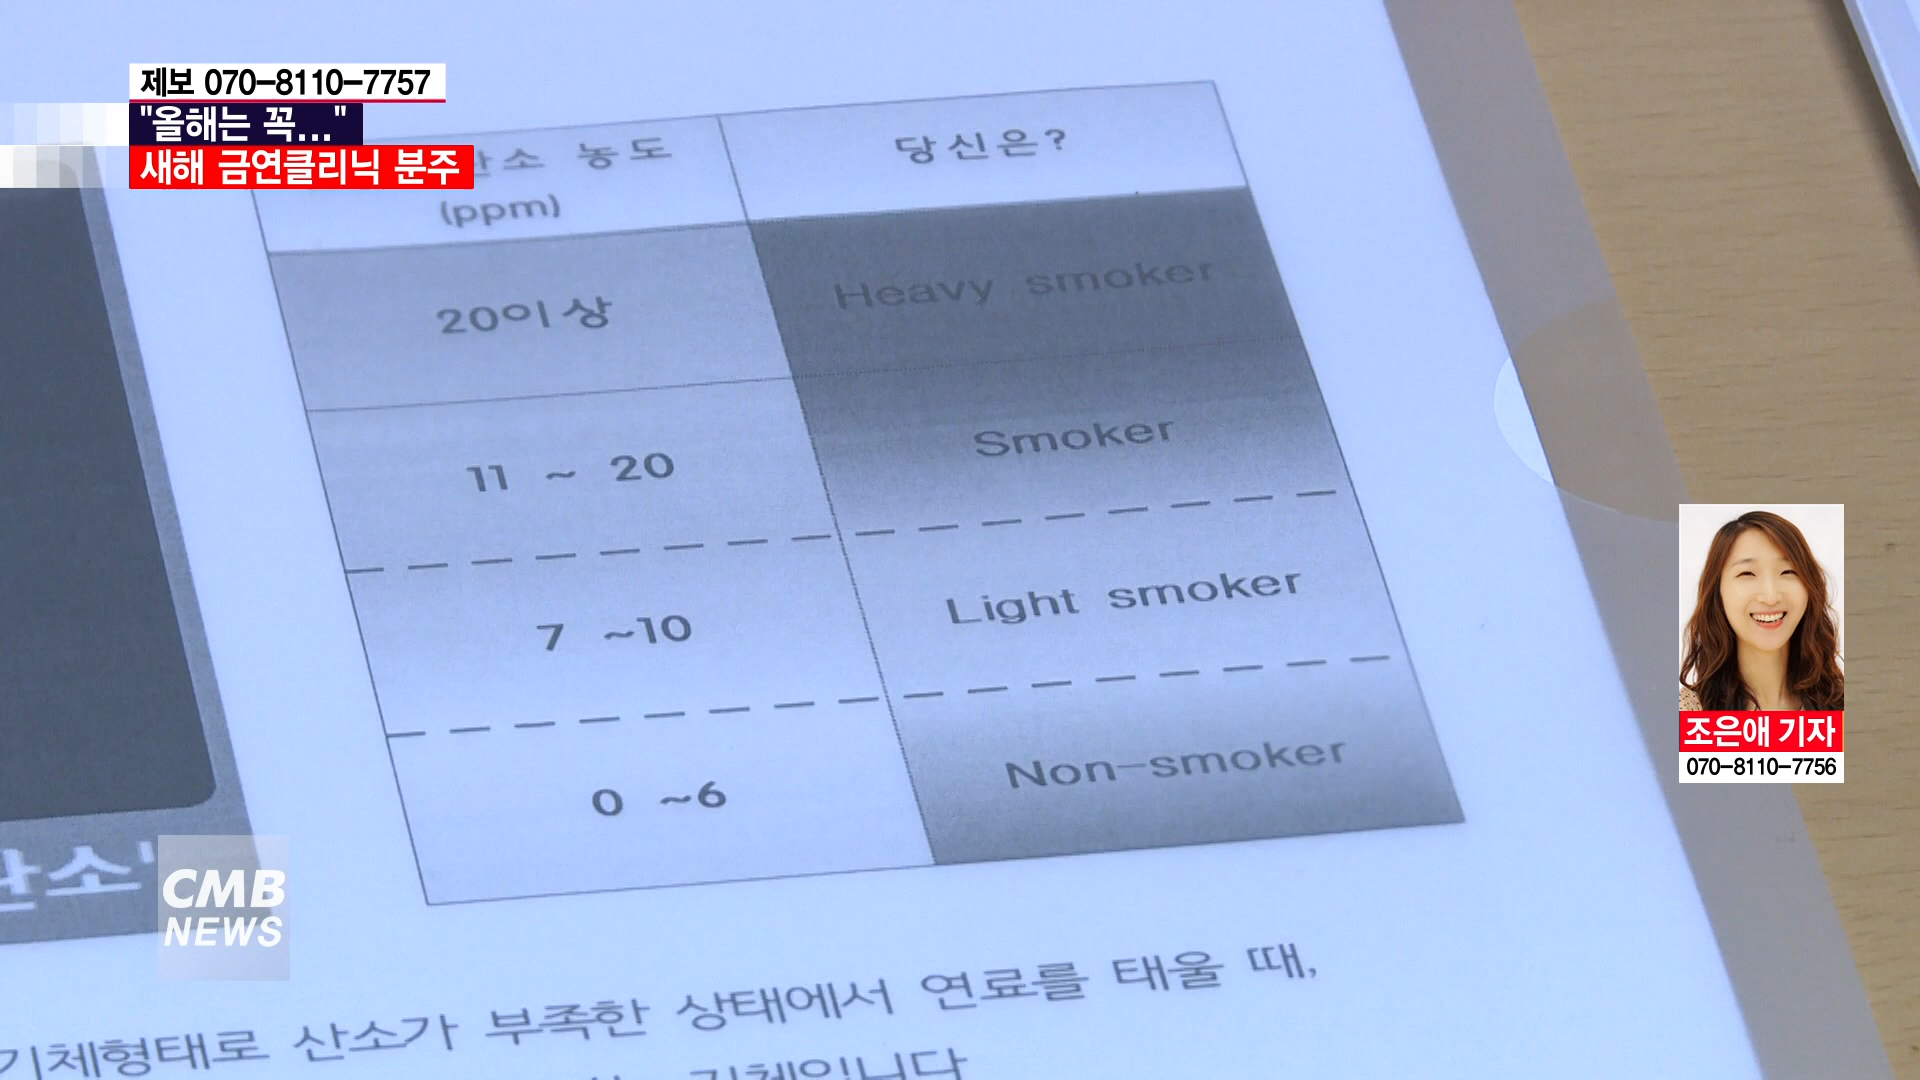 제보 070-8110-7757
"올해는 꼭..."
새해 금연클리닉 분주
농도
(ppm)
당신은?
20이상
Heavy smoker
11 ~ 20
Smoker
7 ~10
Light smoker
0 ~6
Non-smoker
조은애 기자
070-8110-7756
CMB
NEWS
기체형태로 산소가 부족한 상태에서 연료를 태울 때,